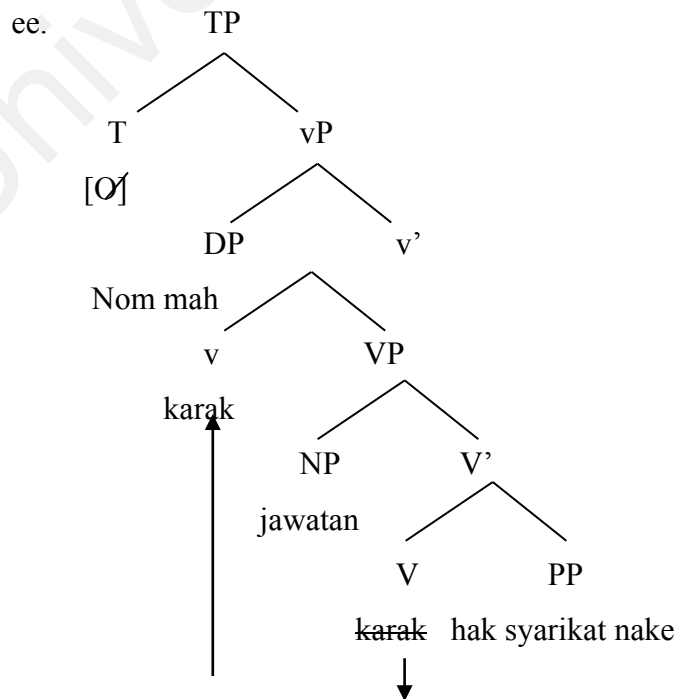 ee. TP
T vP
[Ø]
DP v’
Nom mah
v VP
karak
NP V’
jawatan
V PP
karak hak syarikat nake